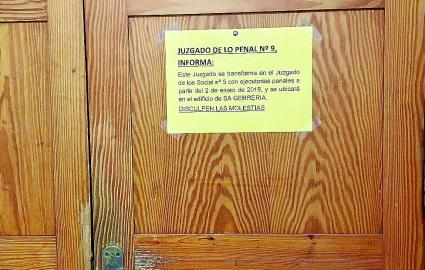 JUZGADO DE LO PENAL Nº 9,
INFORMA:
Este Juzgado se transforma en el Juzgado
de los Social nº 5 con ejecutorias penales a
partir del 2 de enero de 2018, y se ubicará
en el edificio de SA GERRERIA.
DISCULPEN LAS MOLESTIAS